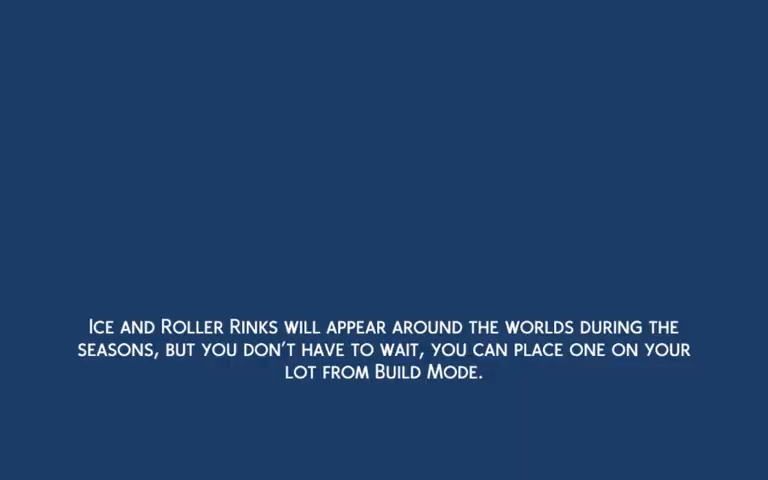 Ice and Roller Rinks will appear around the worlds during the
seasons, but you don't have to wait, you can place one on your
lot from Build Mode.